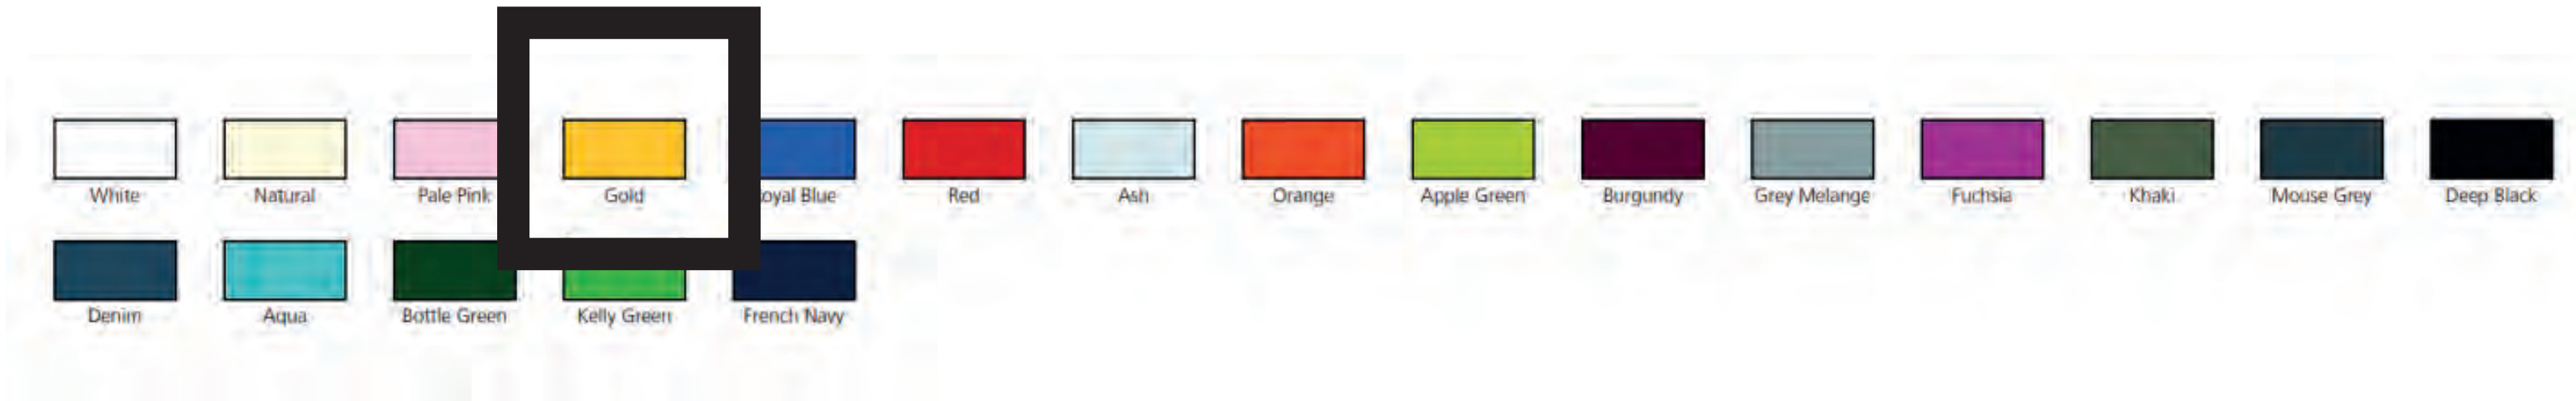 White Natural Pale Pink Gold oyal Blue Red Ash Orange Apple Green Burgundy Grey Melange Fuchsia Khaki Mouse Grey Deep Black
Denim Aqua Bottle Green Kelly Green French Navy